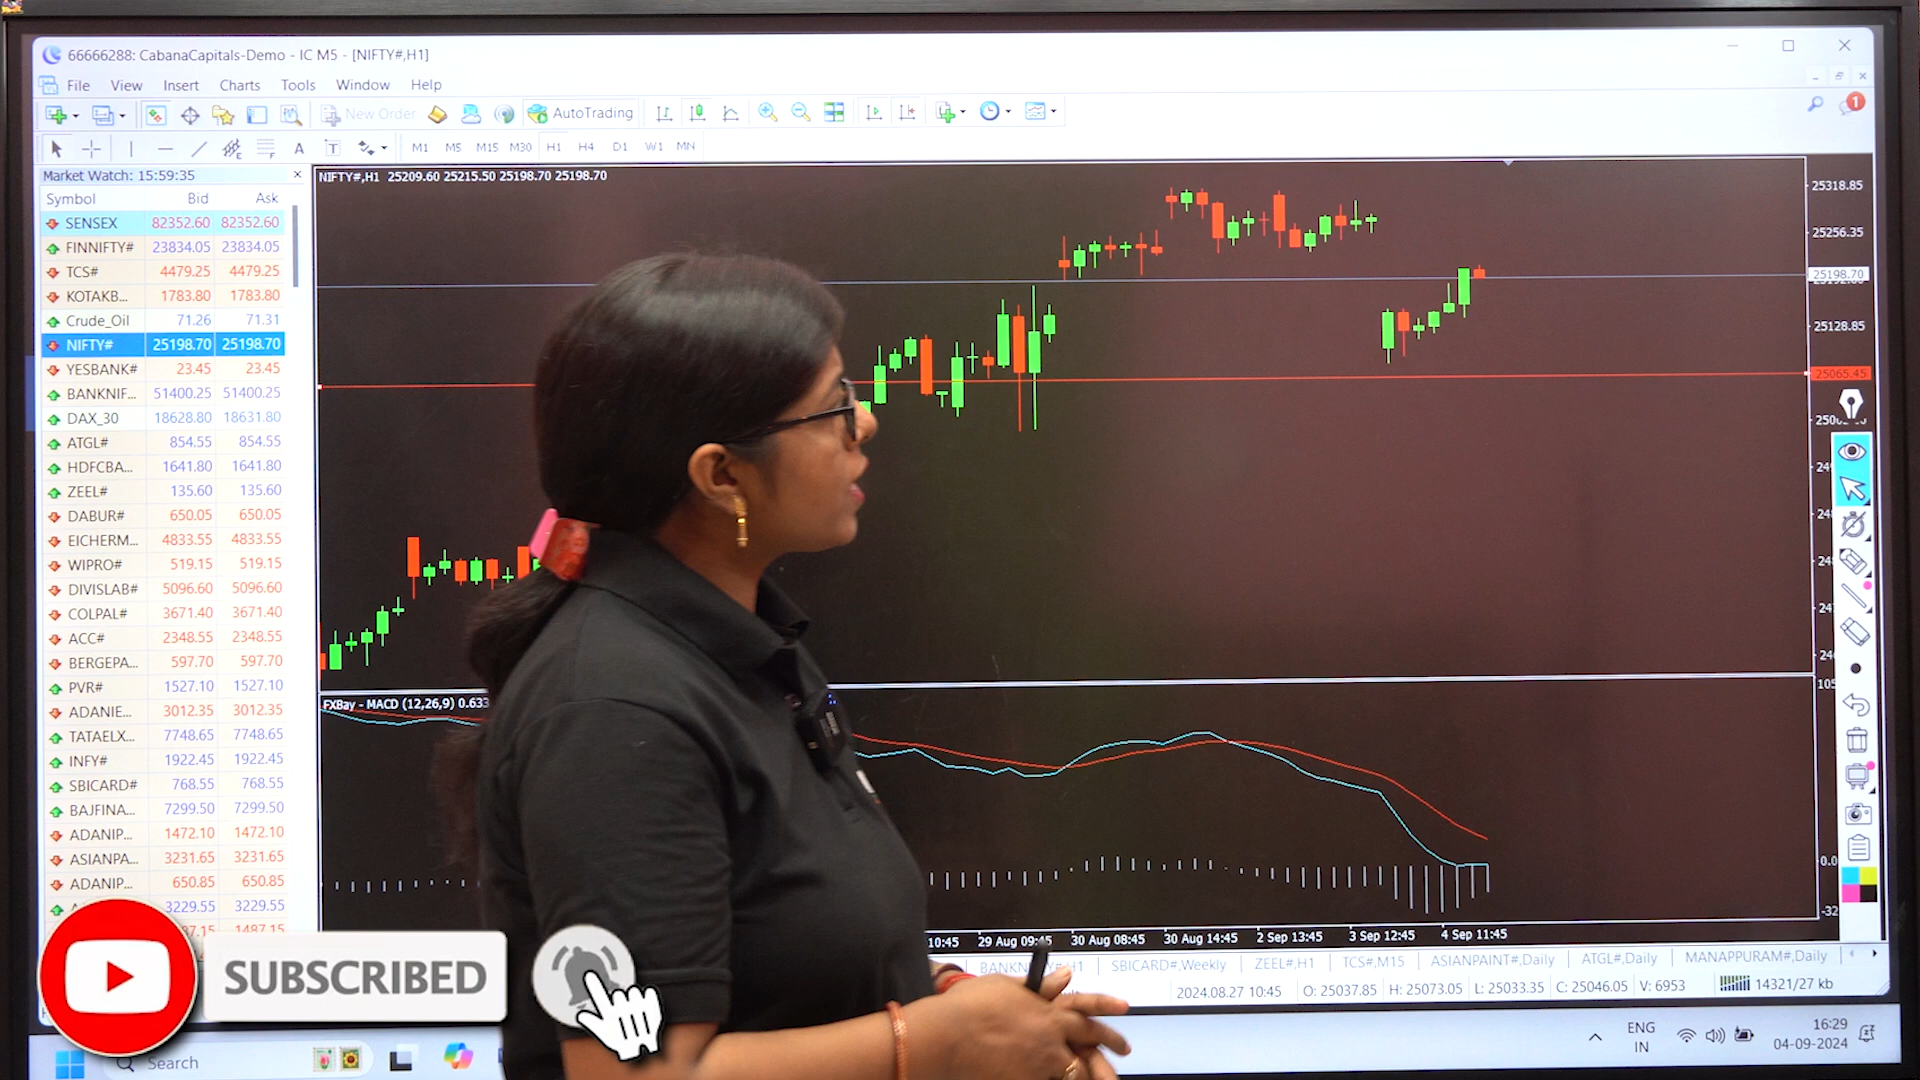 66666288: CabanaCapitals-Demo - IC M5 - [NIFTY#,H1]
File View Insert Charts Tools Window Help
New Order AutoTrading
1
A T M1 M5 M15 M30 H1 H4 D1 W1 MN
Market Watch: 15:59:35
Symbol Bid Ask
SENSEX 82352.60 82352.60
FINNIFTY# 23834.05 23834.05
TCS# 4479.25 4479.25
KOTAKB... 1783.80 1783.80
Crude_Oil 71.26 71.31
NIFTY# 25198.70 25198.70
YESBANK# 23.45 23.45
BANKNIF... 51400.25 51400.25
DAX_30 18628.80 18631.80
ATGL# 854.55 854.55
HDFCBA... 1641.80 1641.80
ZEEL# 135.60 135.60
DABUR# 650.05 650.05
EICHERM... 4833.55 4833.55
WIPRO# 519.15 519.15
DIVISLAB# 5096.60 5096.60
COLPAL# 3671.40 3671.40
ACC# 2348.55 2348.55
BERGEPA... 597.70 597.70
PVR# 1527.10 1527.10
ADANIE... 3012.35 3012.35
TATAELX... 7748.65 7748.65
INFY# 1922.45 1922.45
SBICARD# 768.55 768.55
BAJFINA... 7299.50 7299.50
ADANIP... 1472.10 1472.10
ASIANPA... 3231.65 3231.65
ADANIP... 650.85 650.85
3229.55 3229.55
1487.15
NIFTY#,H1 25209.60 25215.50 25198.70 25198.70
25318.85
25256.35
25198.70
25128.85
25065.45
FXBay - MACD (12,26,9) 0.633
0.0
-32
10:45 29 Aug 09:45 30 Aug 08:45 30 Aug 14:45 2 Sep 13:45 3 Sep 12:45 4 Sep 11:45
SBICARD#,Weekly ZEEL#,H1 TCS#,M15 ASIANPAINT#,Daily ATGL#,Daily MANAPPURAM#,Daily
2024.08.27 10:45 O: 25037.85 H: 25073.05 L: 25033.35 C: 25046.05 V: 6953 14321/27 kb
SUBSCRIBED
Search
ENG
IN
16:29
04-09-2024